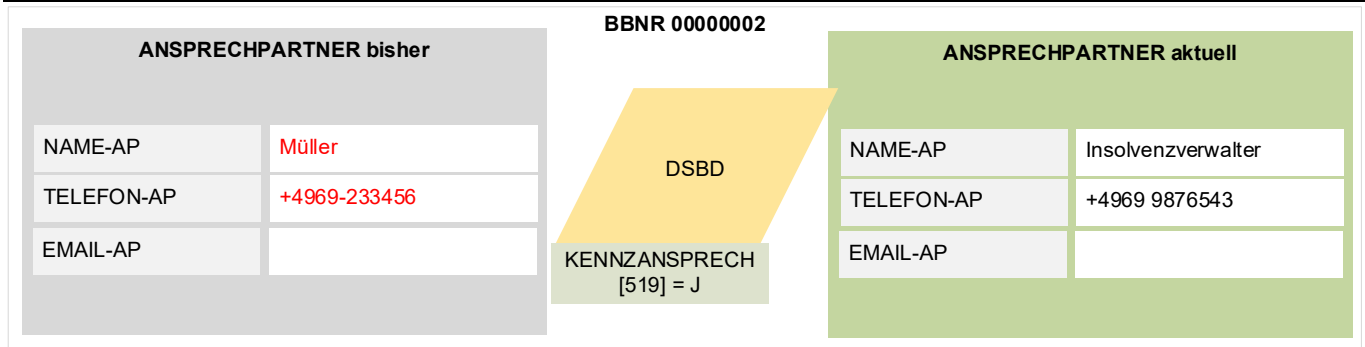 BBNR 00000002
ANSPRECHPARTNER bisher
NAME-AP Müller
TELEFON-AP +4969-233456
EMAIL-AP
DSBD
KENNZANSPRECH
[519] = J
ANSPRECHPARTNER aktuell
NAME-AP Insolvenzverwalter
TELEFON-AP +4969 9876543
EMAIL-AP